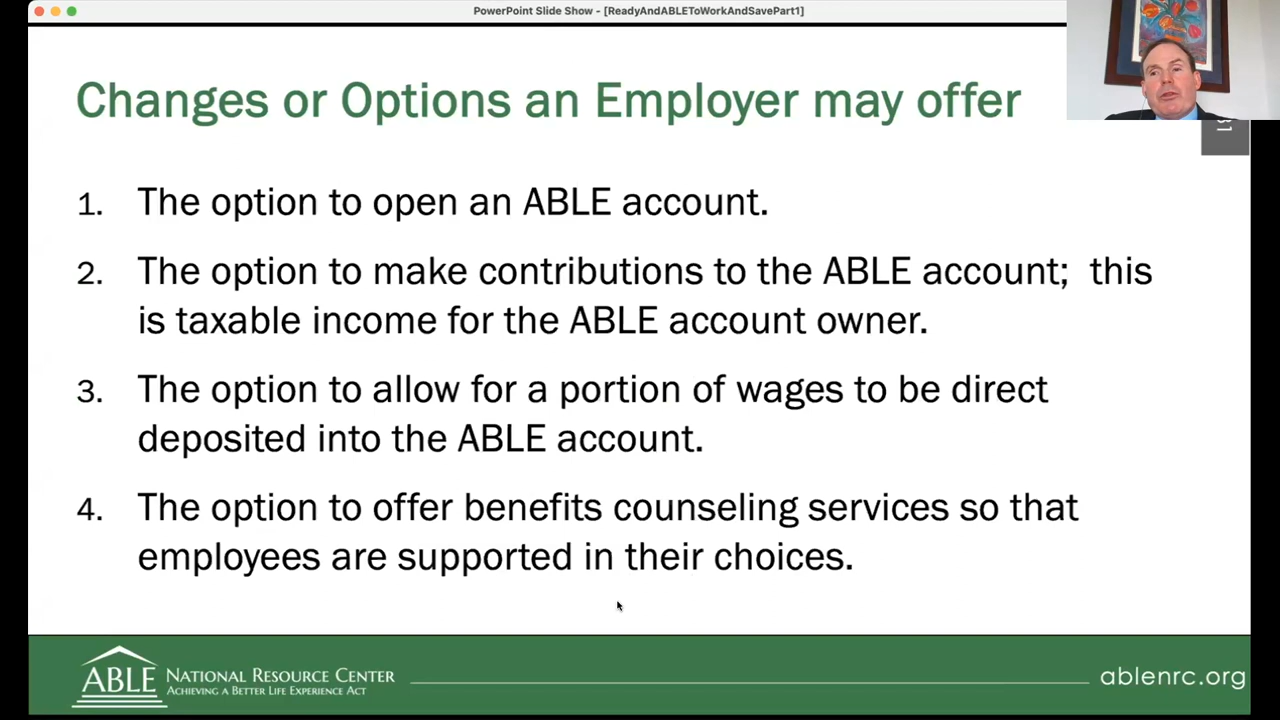 PowerPoint Slide Show - [ReadyAndABLEToWorkAndSavePart1]
Changes or Options an Employer may offer
1. The option to open an ABLE account.
2. The option to make contributions to the ABLE account;  this
is taxable income for the ABLE account owner.
3. The option to allow for a portion of wages to be direct
deposited into the ABLE account.
4. The option to offer benefits counseling services so that
employees are supported in their choices.
ABLE NATIONAL RESOURCE CENTER
ACHIEVING A BETTER LIFE EXPERIENCE ACT
ablenrc.org